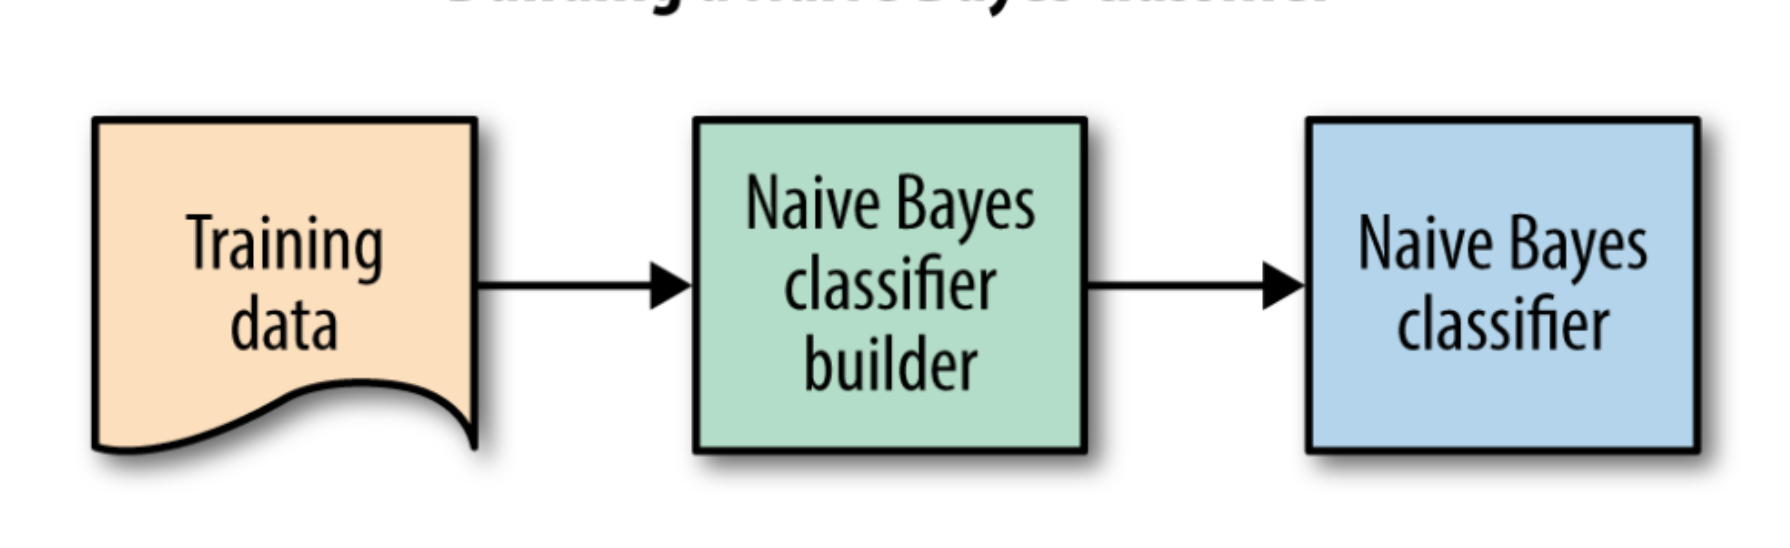 Training
data
Naive Bayes
classifier
builder
Naive Bayes
classifier